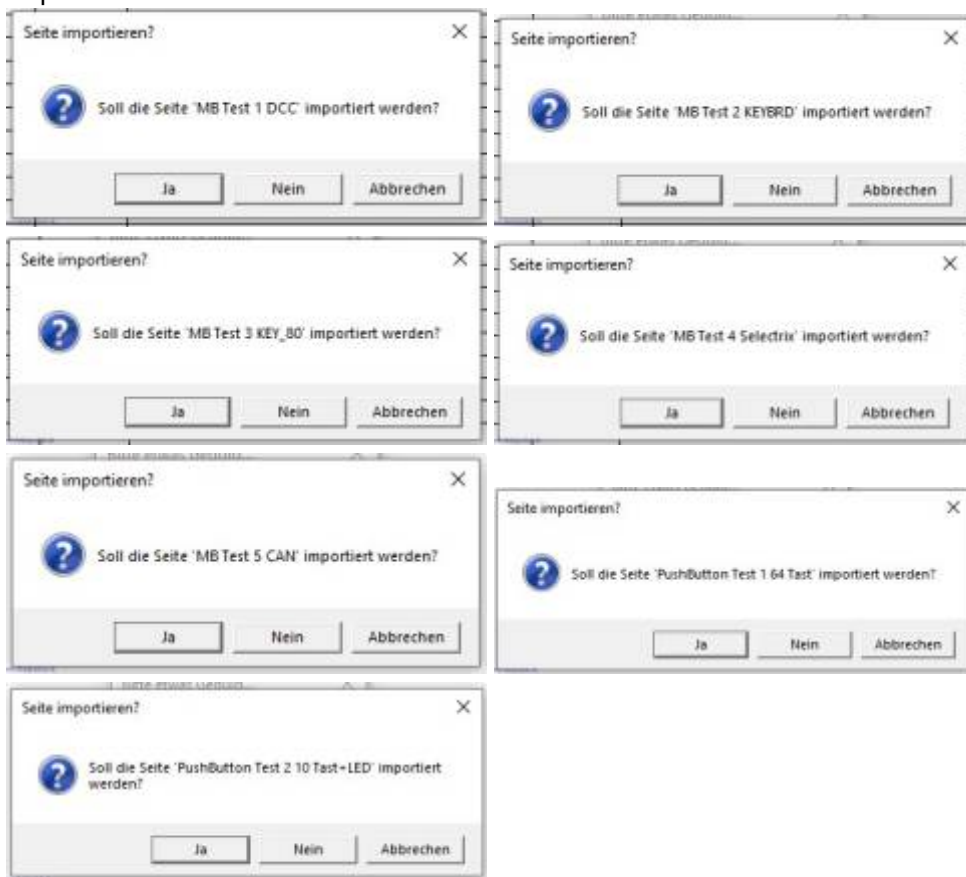 Seite importieren?
Soll die Seite 'MB Test 1 DCC' importiert werden?
Ja Nein Abbrechen
Seite importieren?
Soll die Seite 'MB Test 2 KEYBRD' importiert werden?
Ja Nein Abbrechen
Seite importieren?
Soll die Seite 'MB Test 3 KEY_80' importiert werden?
Ja Nein Abbrechen
Seite importieren?
Soll die Seite 'MB Test 4 Selectrix' importiert werden?
Ja Nein Abbrechen
Seite importieren?
Soll die Seite 'MB Test 5 CAN' importiert werden?
Ja Nein Abbrechen
Seite importieren?
Soll die Seite 'PushButton Test 1 64 Tast' importiert werden?
Ja Nein Abbrechen
Seite importieren?
Soll die Seite 'PushButton Test 2 10 Tast+LED' importiert
werden?
Ja Nein Abbrechen